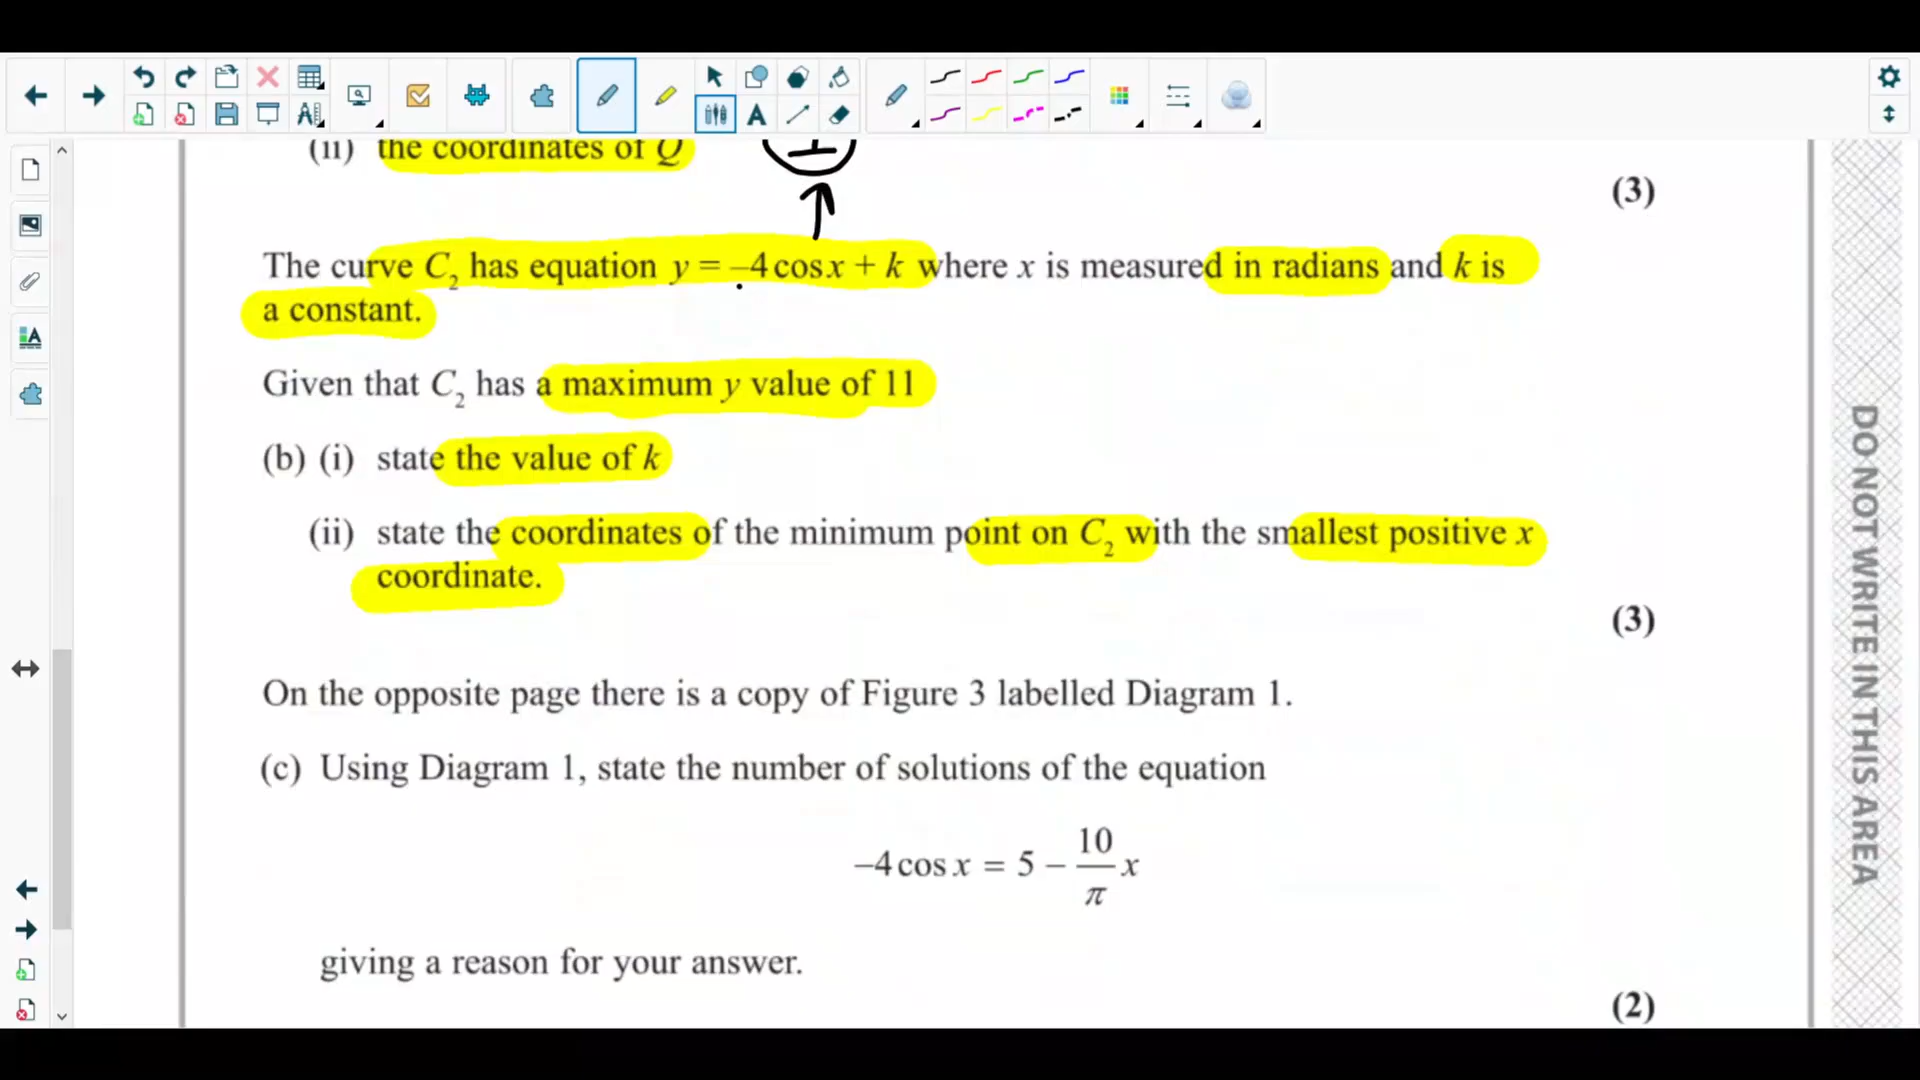 (ii) the coordinates of Q
(3)
The curve C₂ has equation y = –4 cos x + k where x is measured in radians and k is
a constant.
Given that C₂ has a maximum y value of 11
(b) (i) state the value of k
(ii) state the coordinates of the minimum point on C₂ with the smallest positive x
coordinate.
(3)
On the opposite page there is a copy of Figure 3 labelled Diagram 1.
(c) Using Diagram 1, state the number of solutions of the equation
–4 cos x = 5 – 10/π x
giving a reason for your answer.
(2)
DO NOT WRITE IN THIS AREA